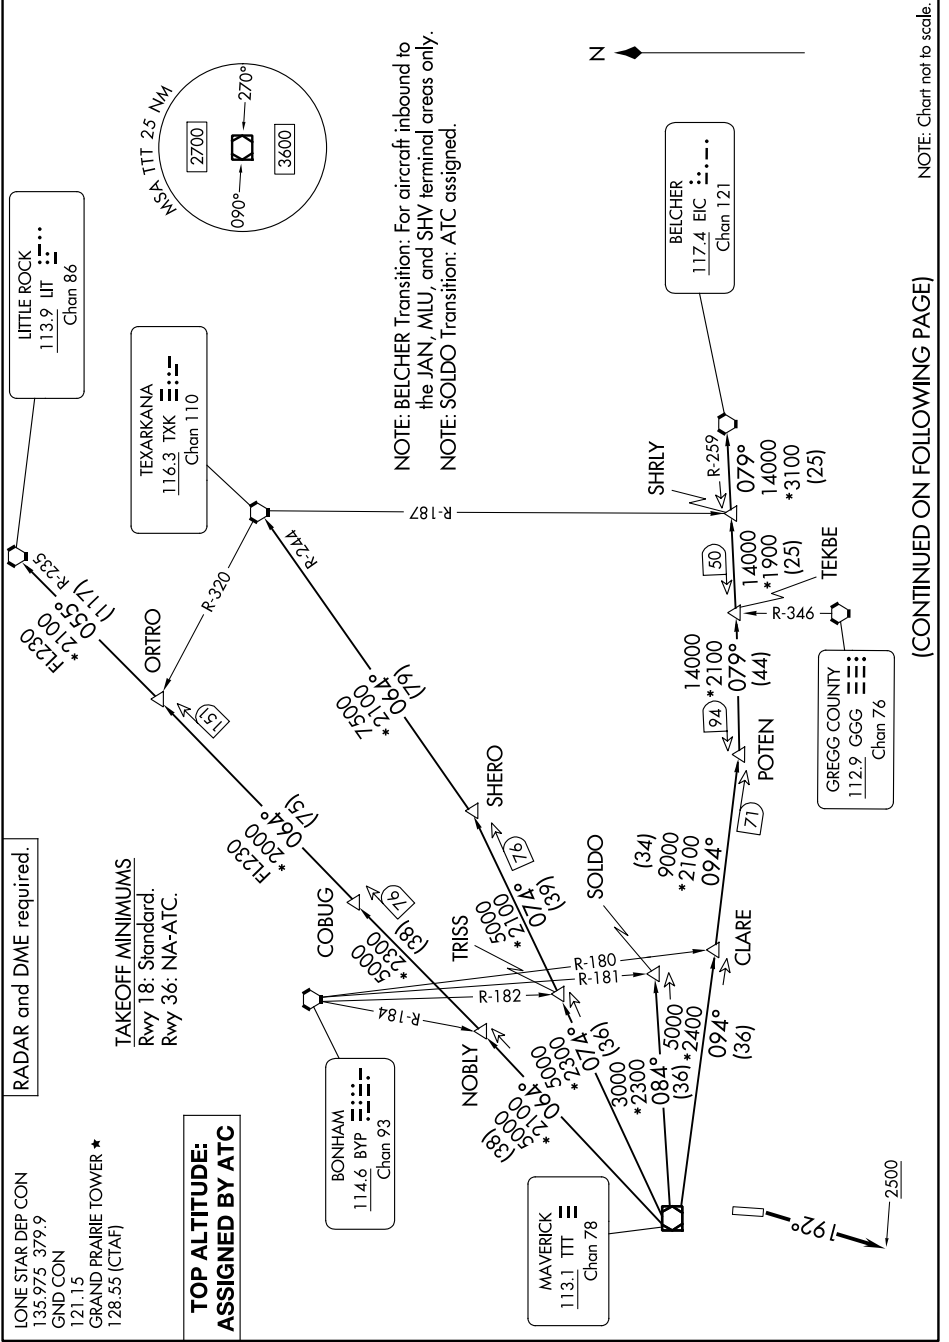 LONE STAR DEP CON
135.975 379.9
GND CON
121.15
GRAND PRAIRIE TOWER ★
128.55 (CTAF)
RADAR and DME required.
TAKEOFF MINIMUMS
Rwy 18: Standard.
Rwy 36: NA-ATC.
TOP ALTITUDE:
ASSIGNED BY ATC
LITTLE ROCK
113.9 LIT
Chan 86
MSA TTT 25 NM
2700
090°
270°
3600
TEXARKANA
116.3 TXK
Chan 110
R-235
FL230
*2100
055°
(117)
ORTRO
R-320
151
R-244
FL230
*2000
064°
(75)
7500
*2100
064°
(79)
R-187
COBUG
76
5000
*2300
(38)
BONHAM
114.6 BYP
Chan 93
R-184
R-182
R-181
R-180
NOBLY
TRISS
SHERO
76
5000
*2100
074°
(39)
(38)
5000
*2100
064°
5000
*2300
074°
(36)
SOLDO
3000
*2300
084°
(36)
5000
*2400
094°
(36)
CLARE
(34)
9000
*2100
094°
71
POTEN
94
14000
*2100
079°
(44)
TEKBE
R-346
GREGG COUNTY
112.9 GGG
Chan 76
50
14000
*1900
(25)
SHRLY
R-259
079°
14000
*3100
(25)
BELCHER
117.4 EIC
Chan 121
MAVERICK
113.1 TTT
Chan 78
192°
2500
NOTE: BELCHER Transition: For aircraft inbound to
the JAN, MLU, and SHV terminal areas only.
NOTE: SOLDO Transition: ATC assigned.
N
NOTE: Chart not to scale.
(CONTINUED ON FOLLOWING PAGE)